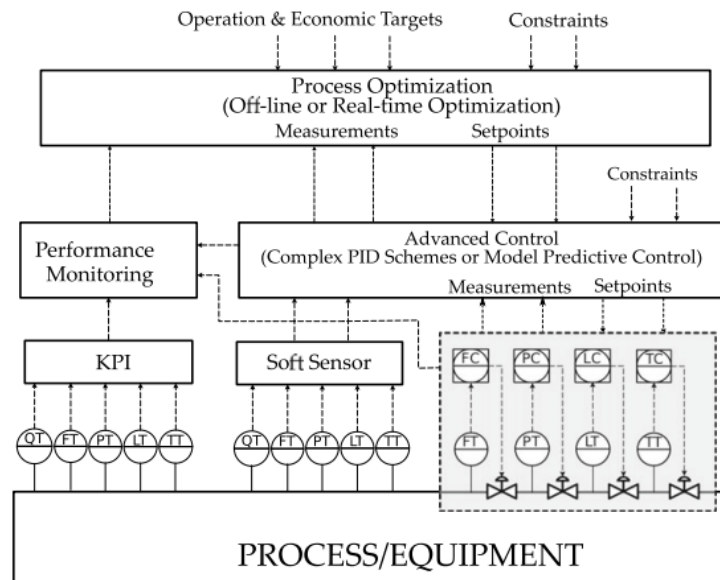 Operation & Economic Targets
Constraints
Process Optimization
(Off-line or Real-time Optimization)
Measurements
Setpoints
Constraints
Performance
Monitoring
Advanced Control
(Complex PID Schemes or Model Predictive Control)
Measurements
Setpoints
KPI
Soft Sensor
FC
PC
LC
TC
QT
FT
PT
LT
TT
QT
FT
PT
LT
TT
FT
PT
LT
TT
PROCESS/EQUIPMENT